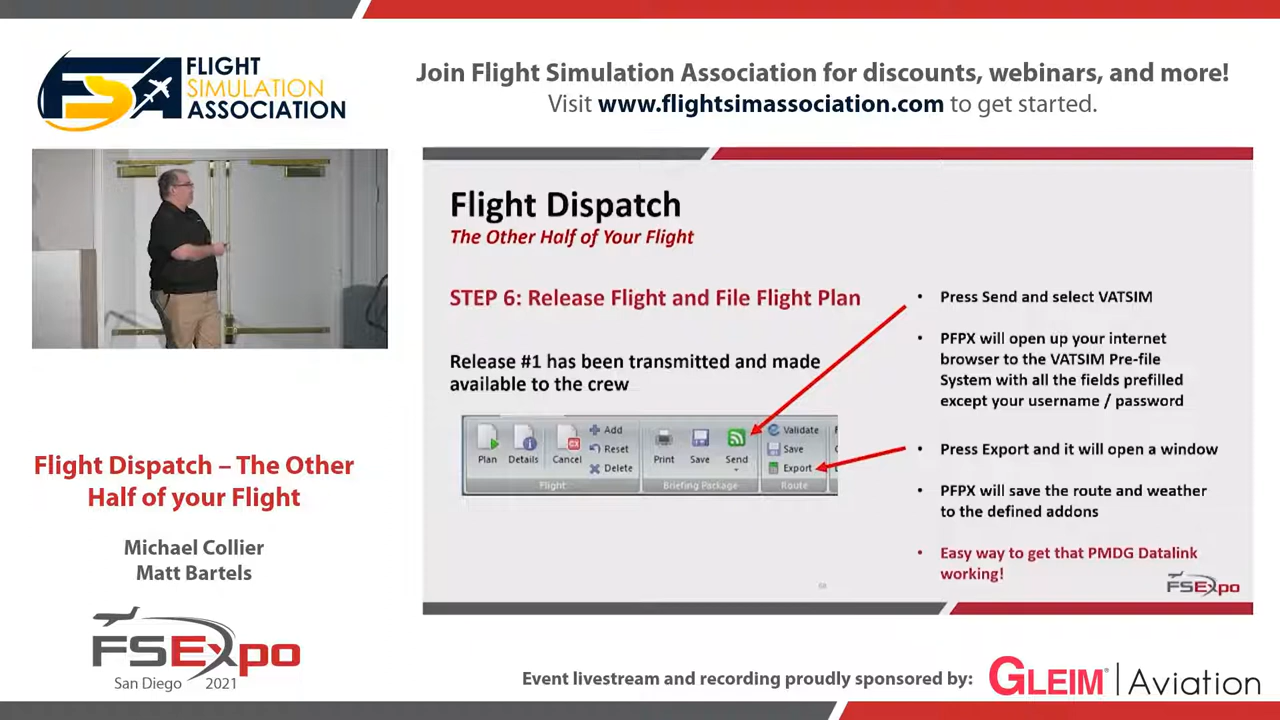 FLIGHT
SIMULATION
ASSOCIATION
Join Flight Simulation Association for discounts, webinars, and more!
Visit www.flightsimassociation.com to get started.
Flight Dispatch
The Other Half of Your Flight
STEP 6: Release Flight and File Flight Plan
Release #1 has been transmitted and made
available to the crew
Plan
Details
Cancel
Add
Reset
Delete
Flight
Print
Save
Send
Briefing Package
Validate
Save
Export
Route
• Press Send and select VATSIM
• PFPX will open up your internet
browser to the VATSIM Pre-file
System with all the fields prefilled
except your username / password
• Press Export and it will open a window
• PFPX will save the route and weather
to the defined addons
• Easy way to get that PMDG Datalink
working!
FSExpo
Flight Dispatch – The Other
Half of your Flight
Michael Collier
Matt Bartels
FSExpo
San Diego 2021
Event livestream and recording proudly sponsored by:
GLEIM® | Aviation